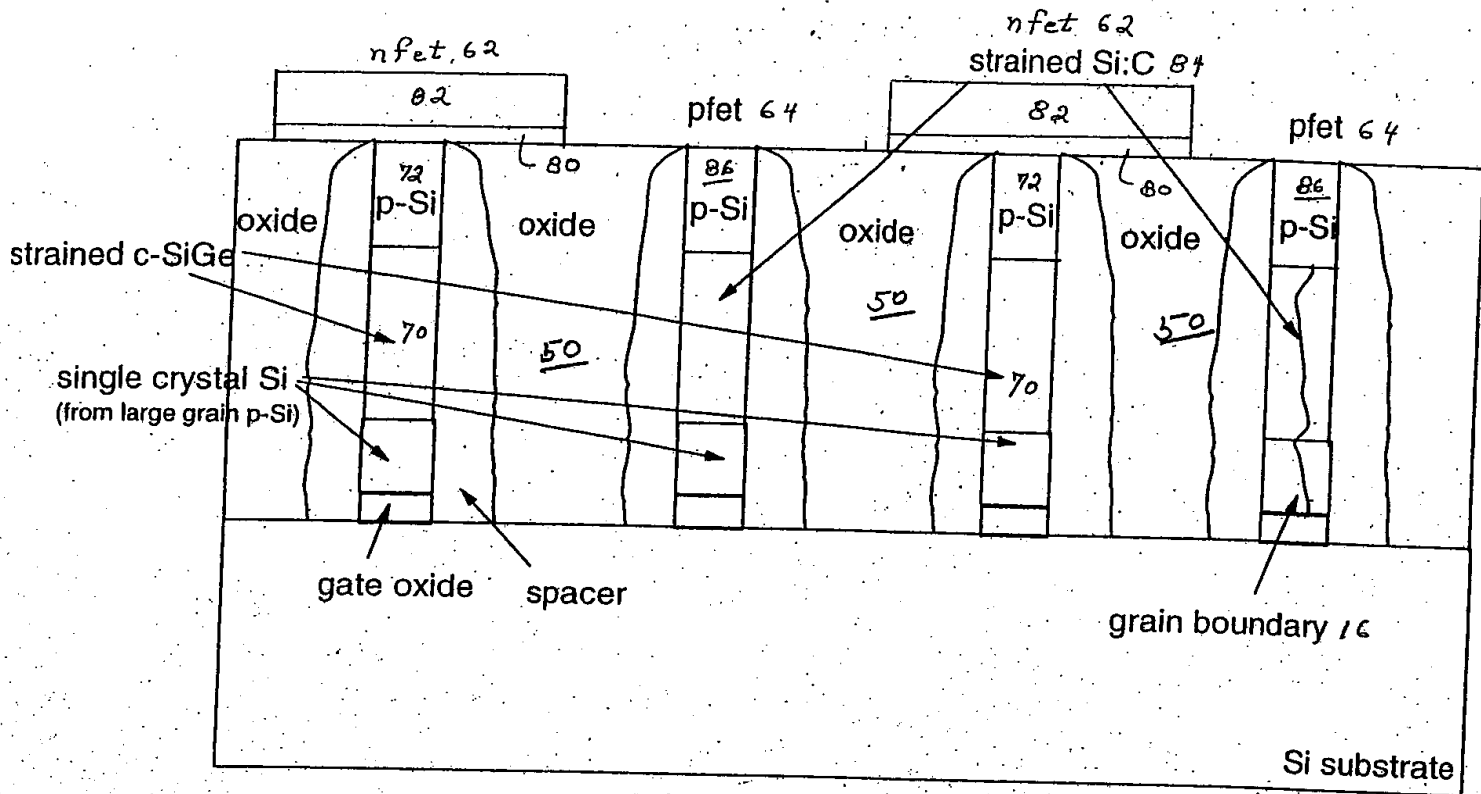 nfet 62
nfet. 62
strained Si:C 84
82
82
pfet 64
pfet 64
80
80
72
p-Si
86
p-Si
72
p-Si
86
p-Si
oxide
oxide
oxide
oxide
strained c-SiGe
50
50
50
70
70
single crystal Si
(from large grain p-Si)
gate oxide
spacer
grain boundary 16
Si substrate